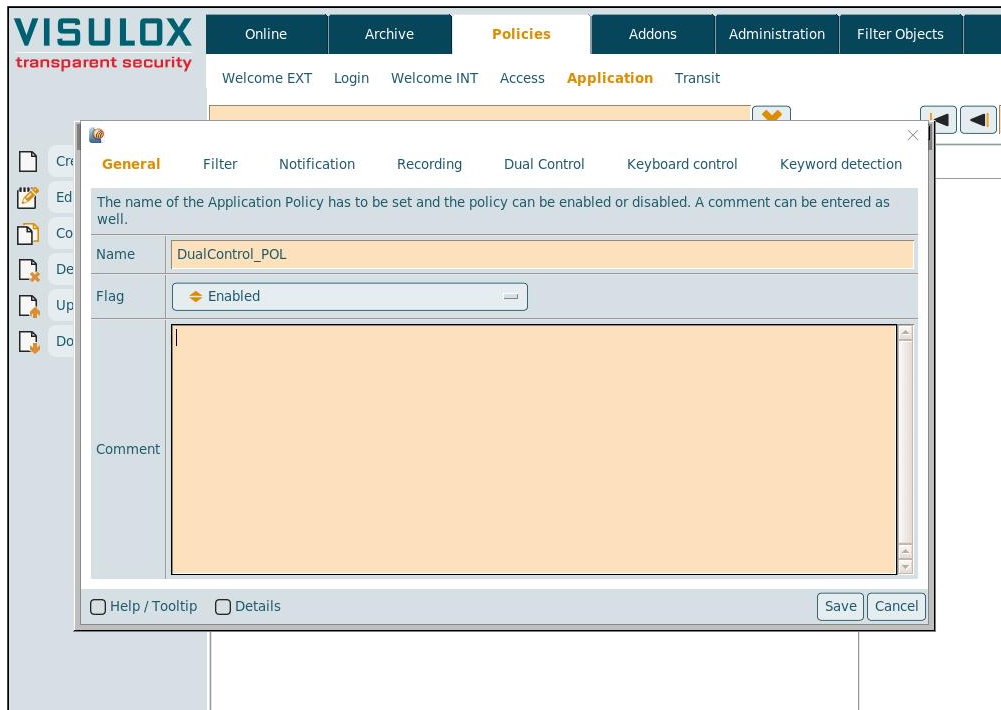 VISULOX
transparent security
Online
Archive
Policies
Addons
Administration
Filter Objects
Welcome EXT
Login
Welcome INT
Access
Application
Transit
Cre
Ed
Co
De
Up
Do
General
Filter
Notification
Recording
Dual Control
Keyboard control
Keyword detection
The name of the Application Policy has to be set and the policy can be enabled or disabled. A comment can be entered as
well.
Name
DualControl_POL
Flag
Enabled
Comment
Help / Tooltip
Details
Save
Cancel